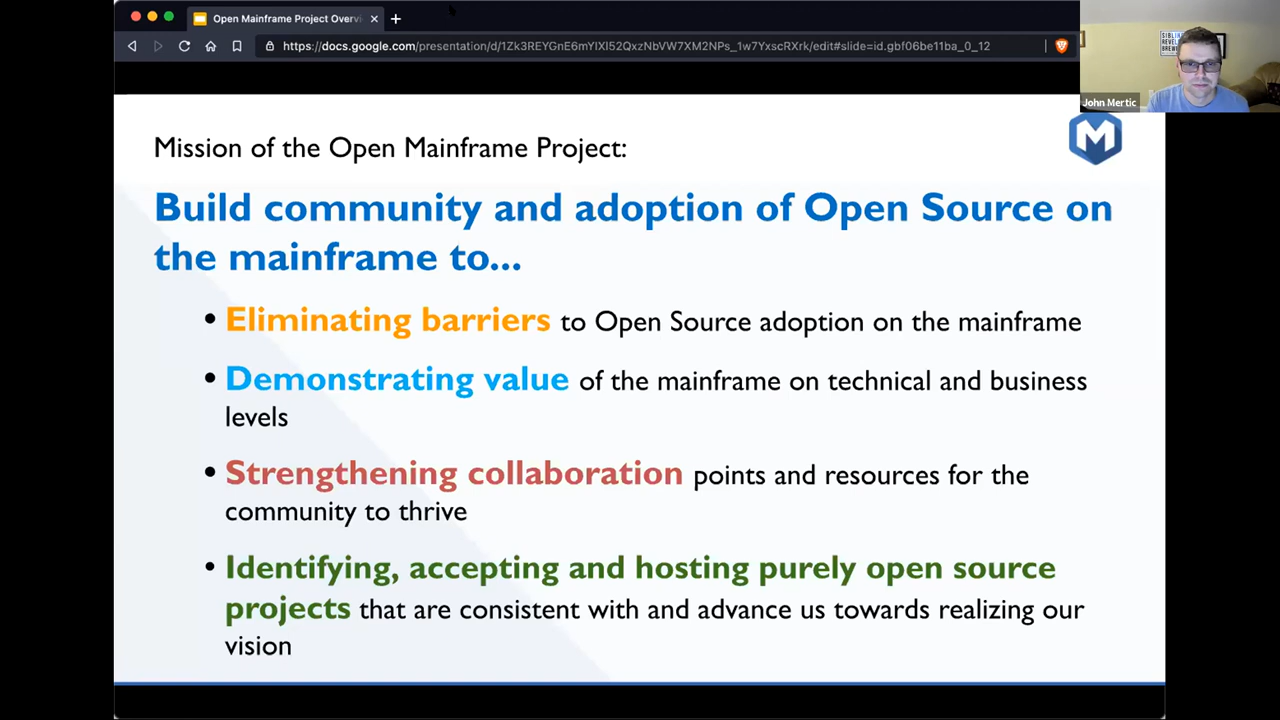 Open Mainframe Project Overvi
https://docs.google.com/presentation/d/1Zk3REYGnE6mYIXI52QxzNbVW7XM2NPs_1w7YxscRXrk/edit#slide=id.gbf06be11ba_0_12
John Mertic
M
Mission of the Open Mainframe Project:
Build community and adoption of Open Source on
the mainframe to...
• Eliminating barriers to Open Source adoption on the mainframe
• Demonstrating value of the mainframe on technical and business
levels
• Strengthening collaboration points and resources for the
community to thrive
• Identifying, accepting and hosting purely open source
projects that are consistent with and advance us towards realizing our
vision